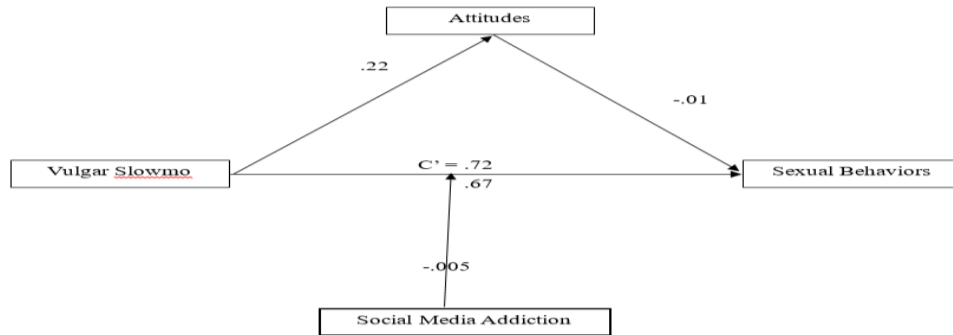 Attitudes
.22
-.01
Vulgar Slowmo
C' = .72
Sexual Behaviors
.67
-.005
Social Media Addiction